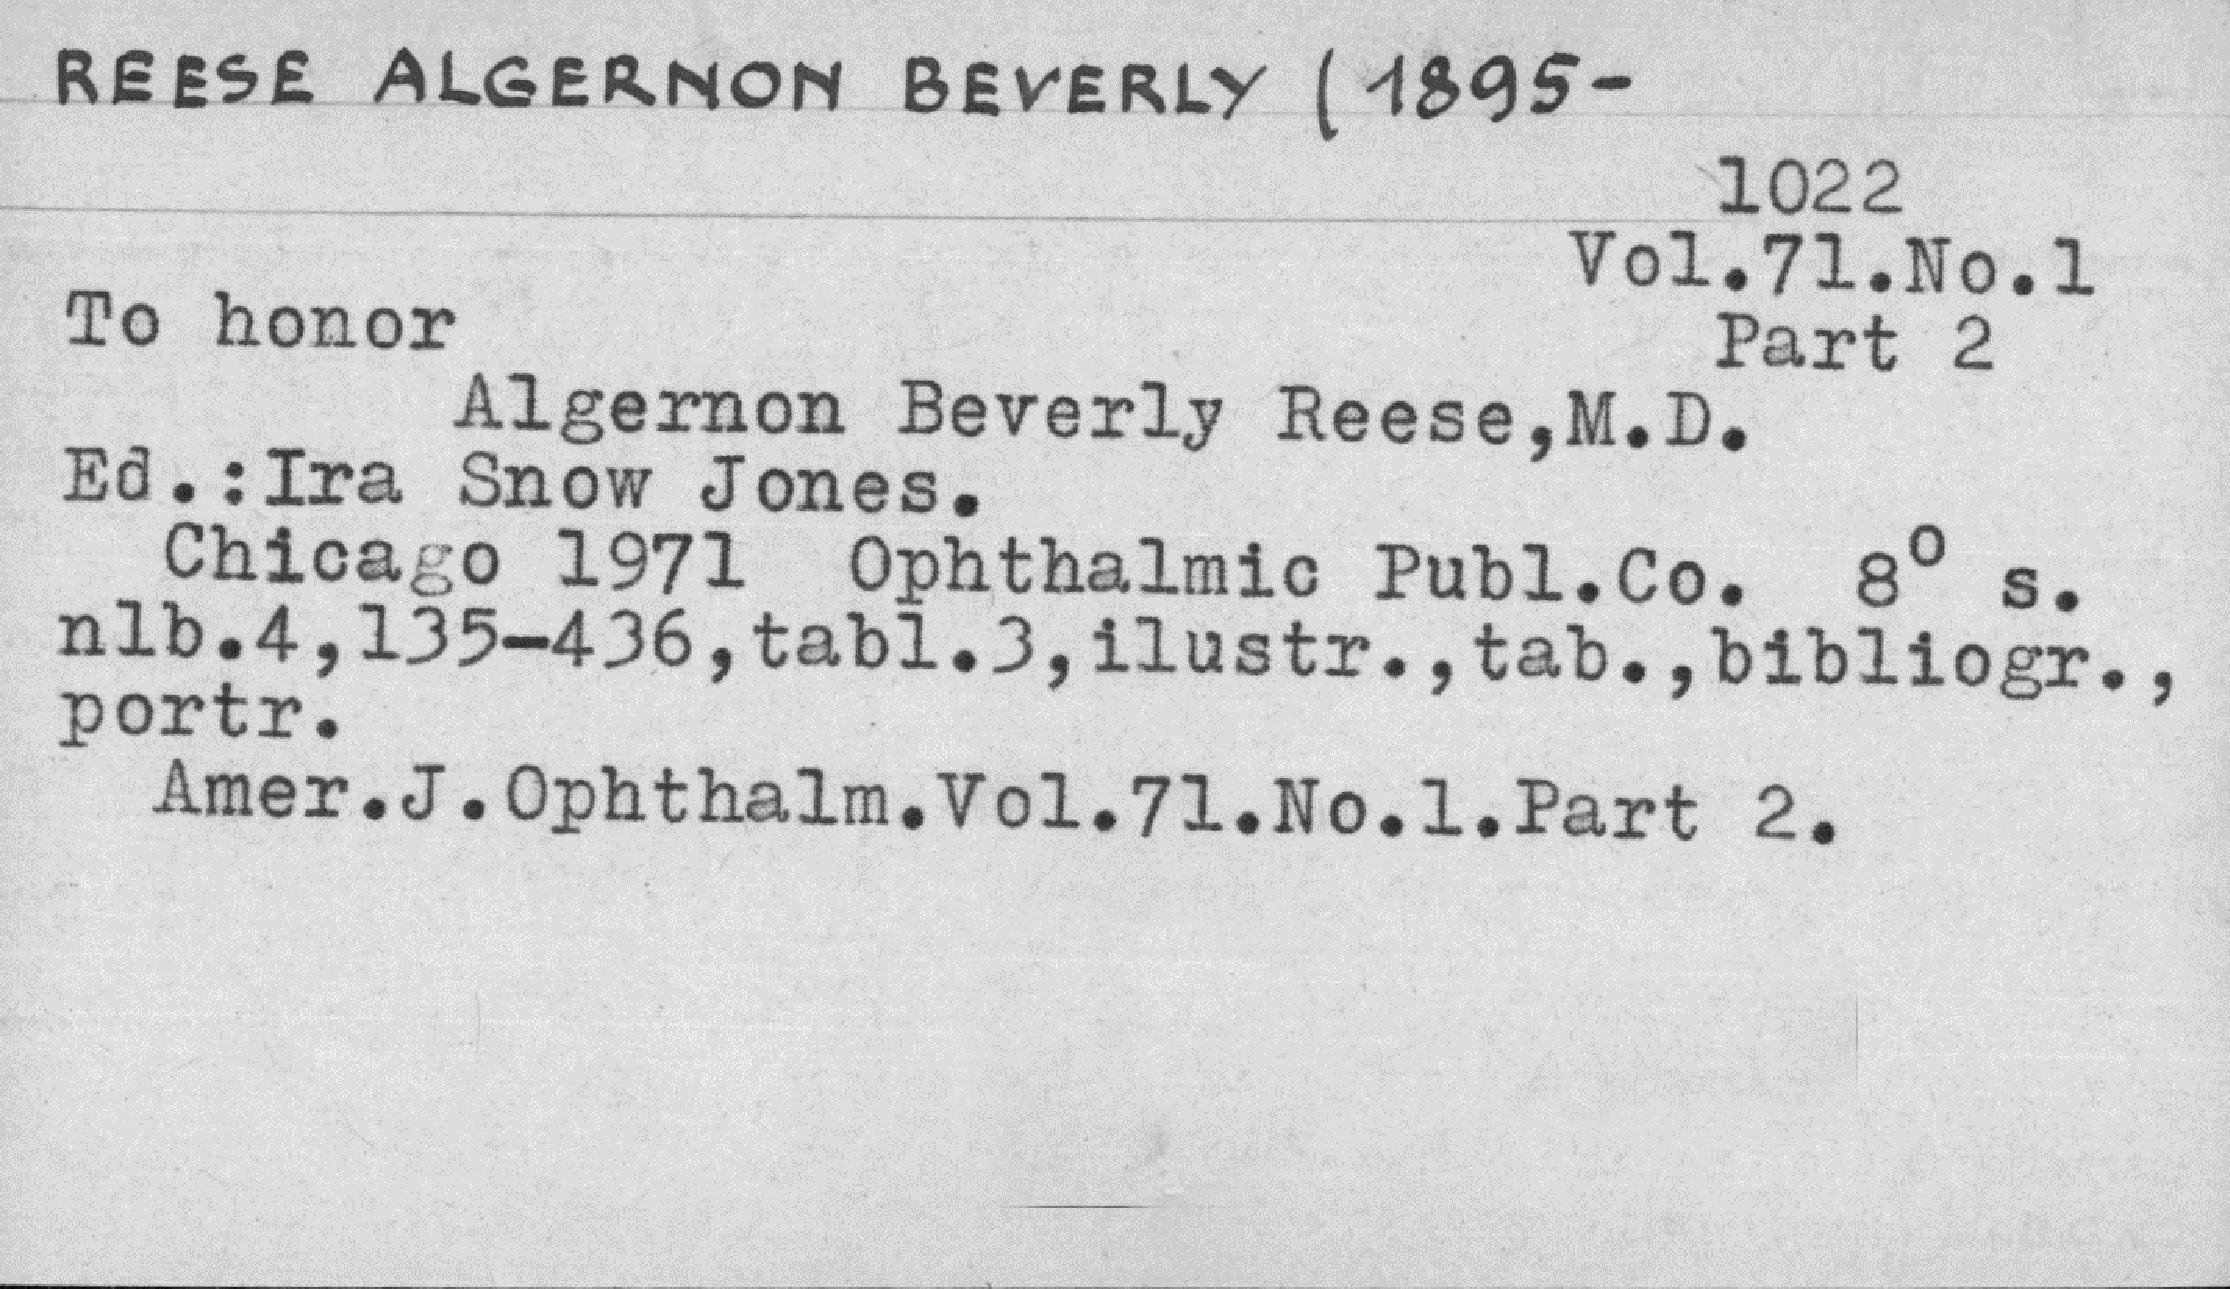 REESE ALGERNON BEVERLY (1895-
1022
Vol.71.No.1
To honor
Part 2
Algernon Beverly Reese,M.D.
Ed.:Ira Snow Jones.
Chicago 1971 Ophthalmic Publ.Co. 8° s.
nlb.4,135-436,tabl.3,ilustr.,tab.,bibliogr.,
portr.
Amer.J.Ophthalm.Vol.71.No.1.Part 2.